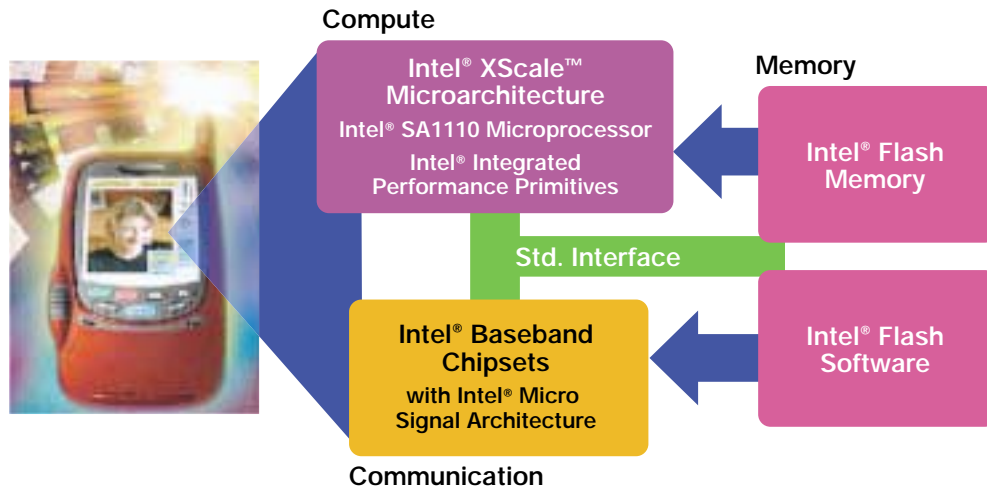 Compute
Intel® XScale™
Microarchitecture
Intel® SA1110 Microprocessor
Intel® Integrated
Performance Primitives
Memory
Intel® Flash
Memory
Std. Interface
Intel® Baseband
Chipsets
with Intel® Micro
Signal Architecture
Intel® Flash
Software
Communication